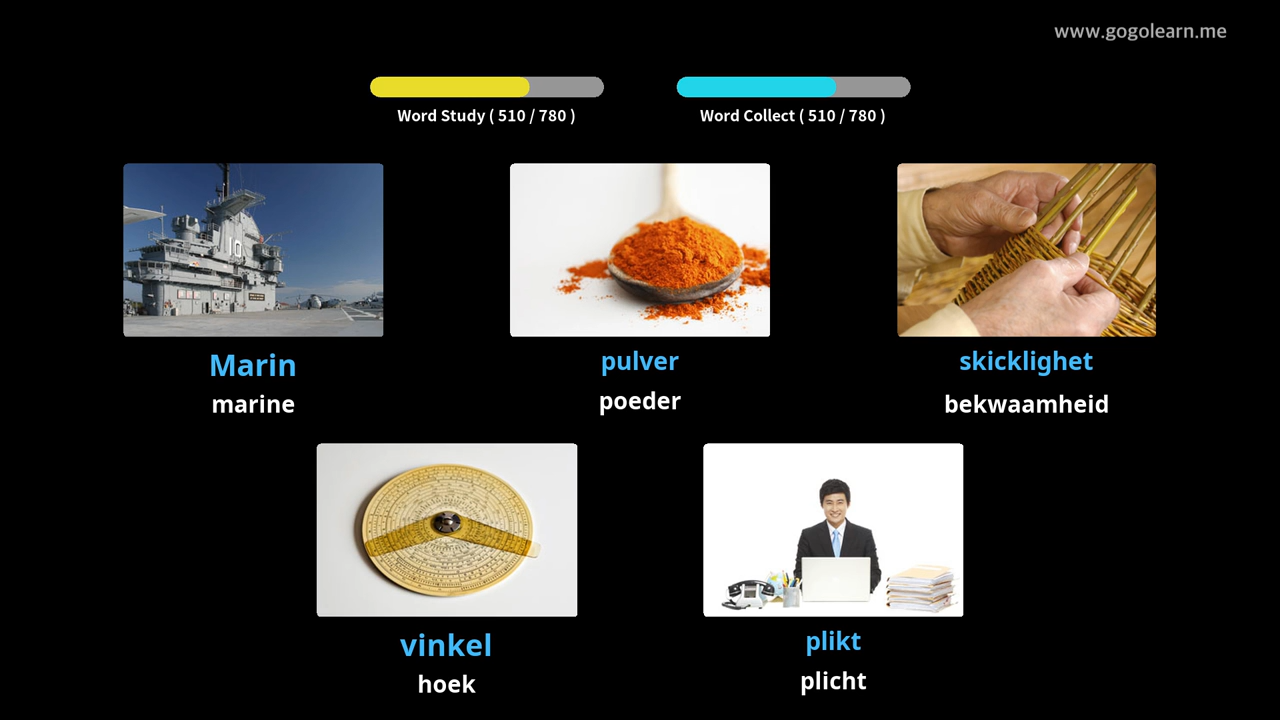 www.gogolearn.me
Word Study ( 510 / 780 )
Word Collect ( 510 / 780 )
10
Marin
marine
pulver
poeder
skicklighet
bekwaamheid
vinkel
hoek
plikt
plicht